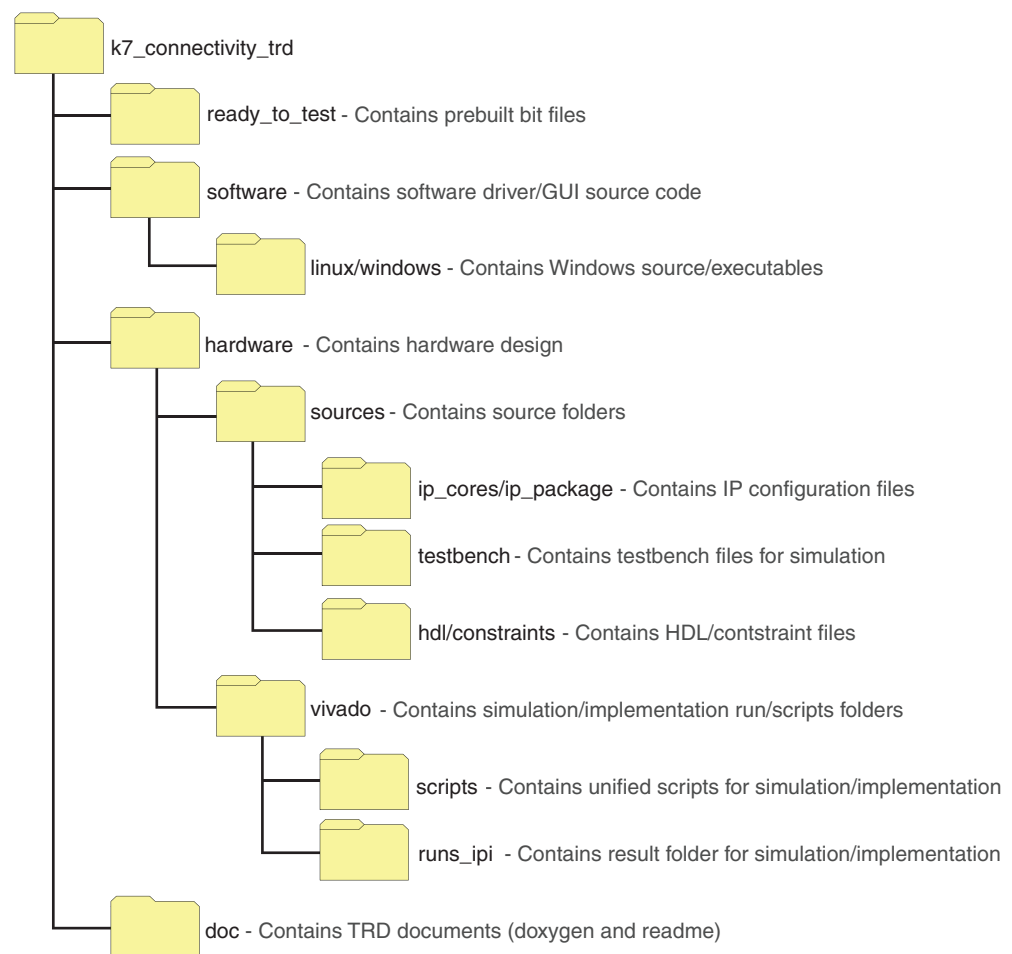 k7_connectivity_trd
ready_to_test - Contains prebuilt bit files
software - Contains software driver/GUI source code
linux/windows - Contains Windows source/executables
hardware - Contains hardware design
sources - Contains source folders
ip_cores/ip_package - Contains IP configuration files
testbench - Contains testbench files for simulation
hdl/constraints - Contains HDL/contstraint files
vivado - Contains simulation/implementation run/scripts folders
scripts - Contains unified scripts for simulation/implementation
runs_ipi - Contains result folder for simulation/implementation
doc - Contains TRD documents (doxygen and readme)